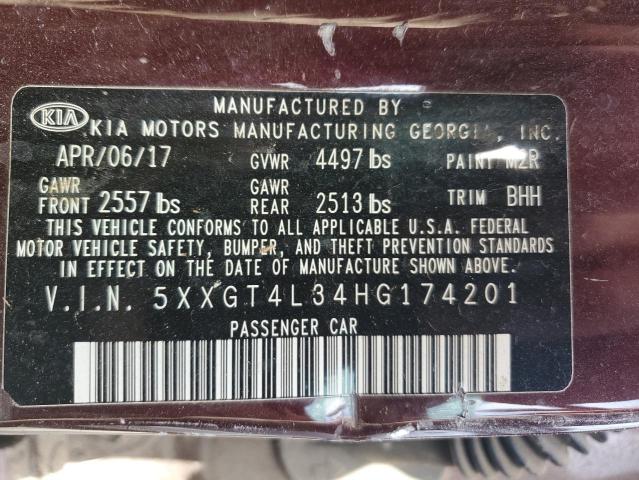 MANUFACTURED BY
KIA KIA MOTORS MANUFACTURING GEORGIA, INC.
APR/06/17 GVWR 4497 lbs PAINT M2R
GAWR FRONT 2557 lbs GAWR REAR 2513 lbs TRIM BHH
THIS VEHICLE CONFORMS TO ALL APPLICABLE U.S.A. FEDERAL
MOTOR VEHICLE SAFETY, BUMPER, AND THEFT PREVENTION STANDARDS
IN EFFECT ON THE DATE OF MANUFACTURE SHOWN ABOVE.
V.I.N. 5XXGT4L34HG174201
PASSENGER CAR